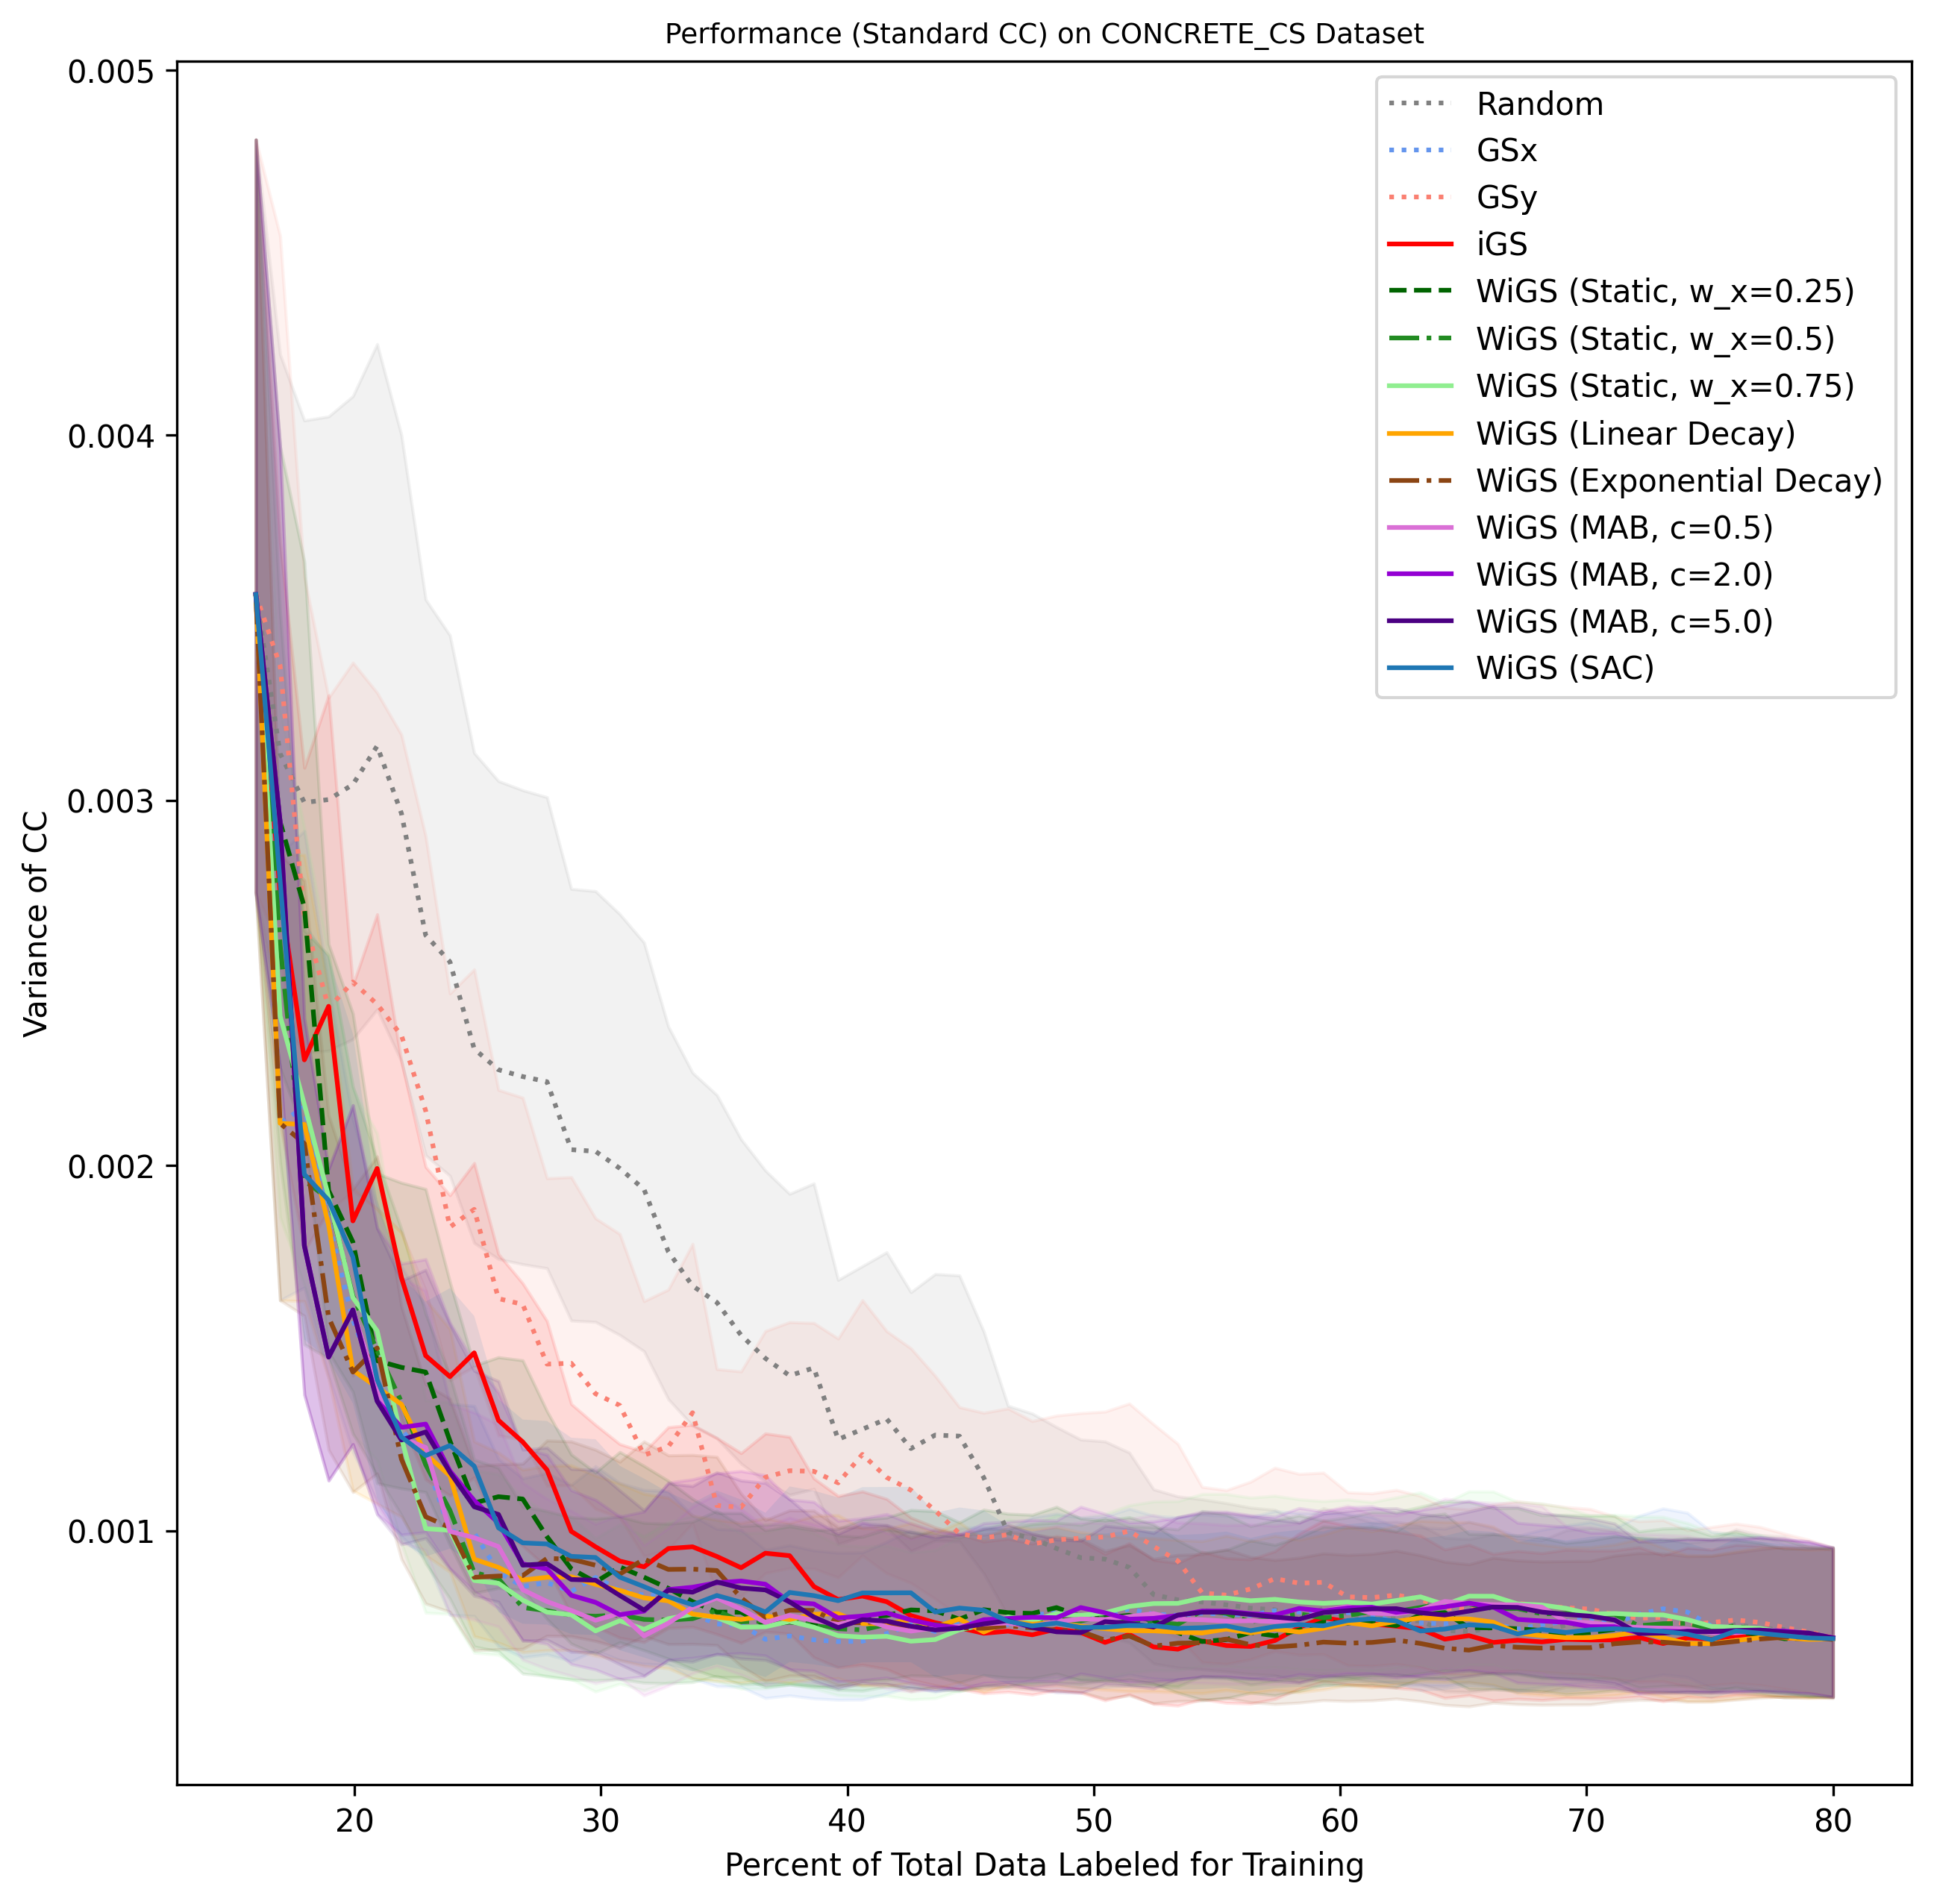 Performance (Standard CC) on CONCRETE_CS Dataset
0.005
0.004
0.003
0.002
0.001
Variance of CC
Random
GSx
GSy
iGS
WiGS (Static, w_x=0.25)
WiGS (Static, w_x=0.5)
WiGS (Static, w_x=0.75)
WiGS (Linear Decay)
WiGS (Exponential Decay)
WiGS (MAB, c=0.5)
WiGS (MAB, c=2.0)
WiGS (MAB, c=5.0)
WiGS (SAC)
20 30 40 50 60 70 80
Percent of Total Data Labeled for Training